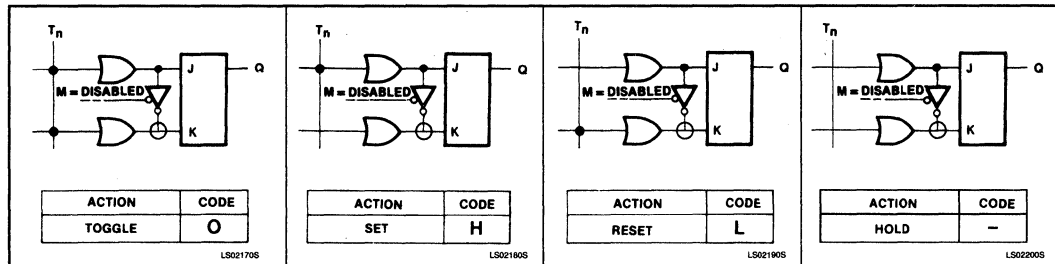 Tn
J
Q
M = DISABLED
K
ACTION CODE
TOGGLE O
LS02170S
Tn
J
Q
M = DISABLED
K
ACTION CODE
SET H
LS02180S
Tn
J
Q
M = DISABLED
K
ACTION CODE
RESET L
LS02190S
Tn
J
Q
M = DISABLED
K
ACTION CODE
HOLD –
LS02200S